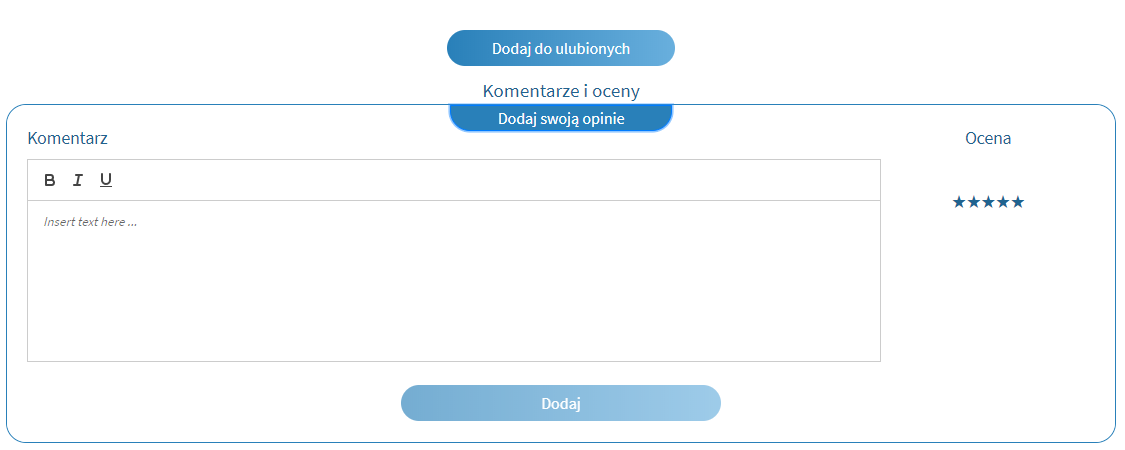 Dodaj do ulubionych
Komentarze i oceny
Dodaj swoją opinie
Komentarz
Ocena
B I U
★★★★★
Insert text here ...
Dodaj